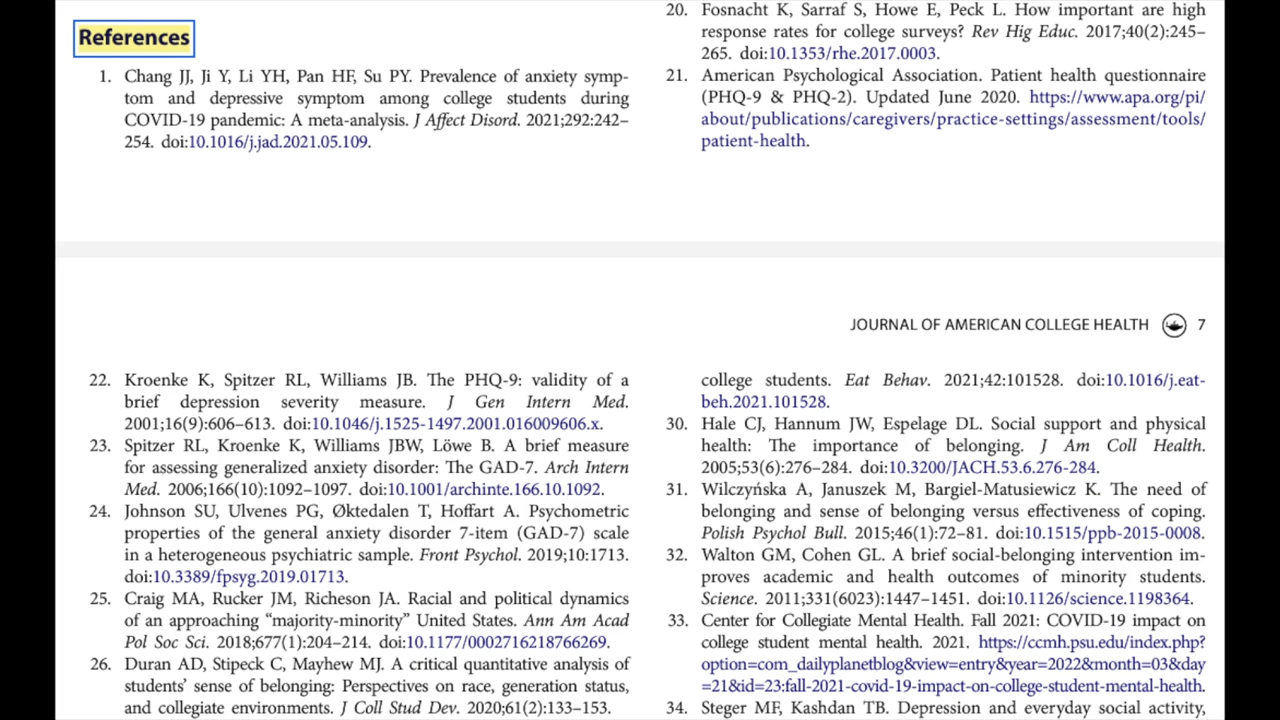 References
1. Chang JJ, Ji Y, Li YH, Pan HF, Su PY. Prevalence of anxiety symp-
tom and depressive symptom among college students during
COVID-19 pandemic: A meta-analysis. J Affect Disord. 2021;292:242–
254. doi:10.1016/j.jad.2021.05.109.
20. Fosnacht K, Sarraf S, Howe E, Peck L. How important are high
response rates for college surveys? Rev Hig Educ. 2017;40(2):245–
265. doi:10.1353/rhe.2017.0003.
21. American Psychological Association. Patient health questionnaire
(PHQ-9 & PHQ-2). Updated June 2020. https://www.apa.org/pi/
about/publications/caregivers/practice-settings/assessment/tools/
patient-health.
JOURNAL OF AMERICAN COLLEGE HEALTH 7
22. Kroenke K, Spitzer RL, Williams JB. The PHQ-9: validity of a
brief depression severity measure. J Gen Intern Med.
2001;16(9):606–613. doi:10.1046/j.1525-1497.2001.016009606.x.
23. Spitzer RL, Kroenke K, Williams JBW, Löwe B. A brief measure
for assessing generalized anxiety disorder: The GAD-7. Arch Intern
Med. 2006;166(10):1092–1097. doi:10.1001/archinte.166.10.1092.
24. Johnson SU, Ulvenes PG, Øktedalen T, Hoffart A. Psychometric
properties of the general anxiety disorder 7-item (GAD-7) scale
in a heterogeneous psychiatric sample. Front Psychol. 2019;10:1713.
doi:10.3389/fpsyg.2019.01713.
25. Craig MA, Rucker JM, Richeson JA. Racial and political dynamics
of an approaching “majority-minority” United States. Ann Am Acad
Pol Soc Sci. 2018;677(1):204–214. doi:10.1177/0002716218766269.
26. Duran AD, Stipeck C, Mayhew MJ. A critical quantitative analysis of
students’ sense of belonging: Perspectives on race, generation status,
and collegiate environments. J Coll Stud Dev. 2020;61(2):133–153.
college students. Eat Behav. 2021;42:101528. doi:10.1016/j.eat-
beh.2021.101528.
30. Hale CJ, Hannum JW, Espelage DL. Social support and physical
health: The importance of belonging. J Am Coll Health.
2005;53(6):276–284. doi:10.3200/JACH.53.6.276-284.
31. Wilczyńska A, Januszek M, Bargiel-Matusiewicz K. The need of
belonging and sense of belonging versus effectiveness of coping.
Polish Psychol Bull. 2015;46(1):72–81. doi:10.1515/ppb-2015-0008.
32. Walton GM, Cohen GL. A brief social-belonging intervention im-
proves academic and health outcomes of minority students.
Science. 2011;331(6023):1447–1451. doi:10.1126/science.1198364.
33. Center for Collegiate Mental Health. Fall 2021: COVID-19 impact on
college student mental health. 2021. https://ccmh.psu.edu/index.php?
option=com_dailyplanetblog&view=entry&year=2022&month=03&day
=21&id=23:fall-2021-covid-19-impact-on-college-student-mental-health.
34. Steger MF, Kashdan TB. Depression and everyday social activity,